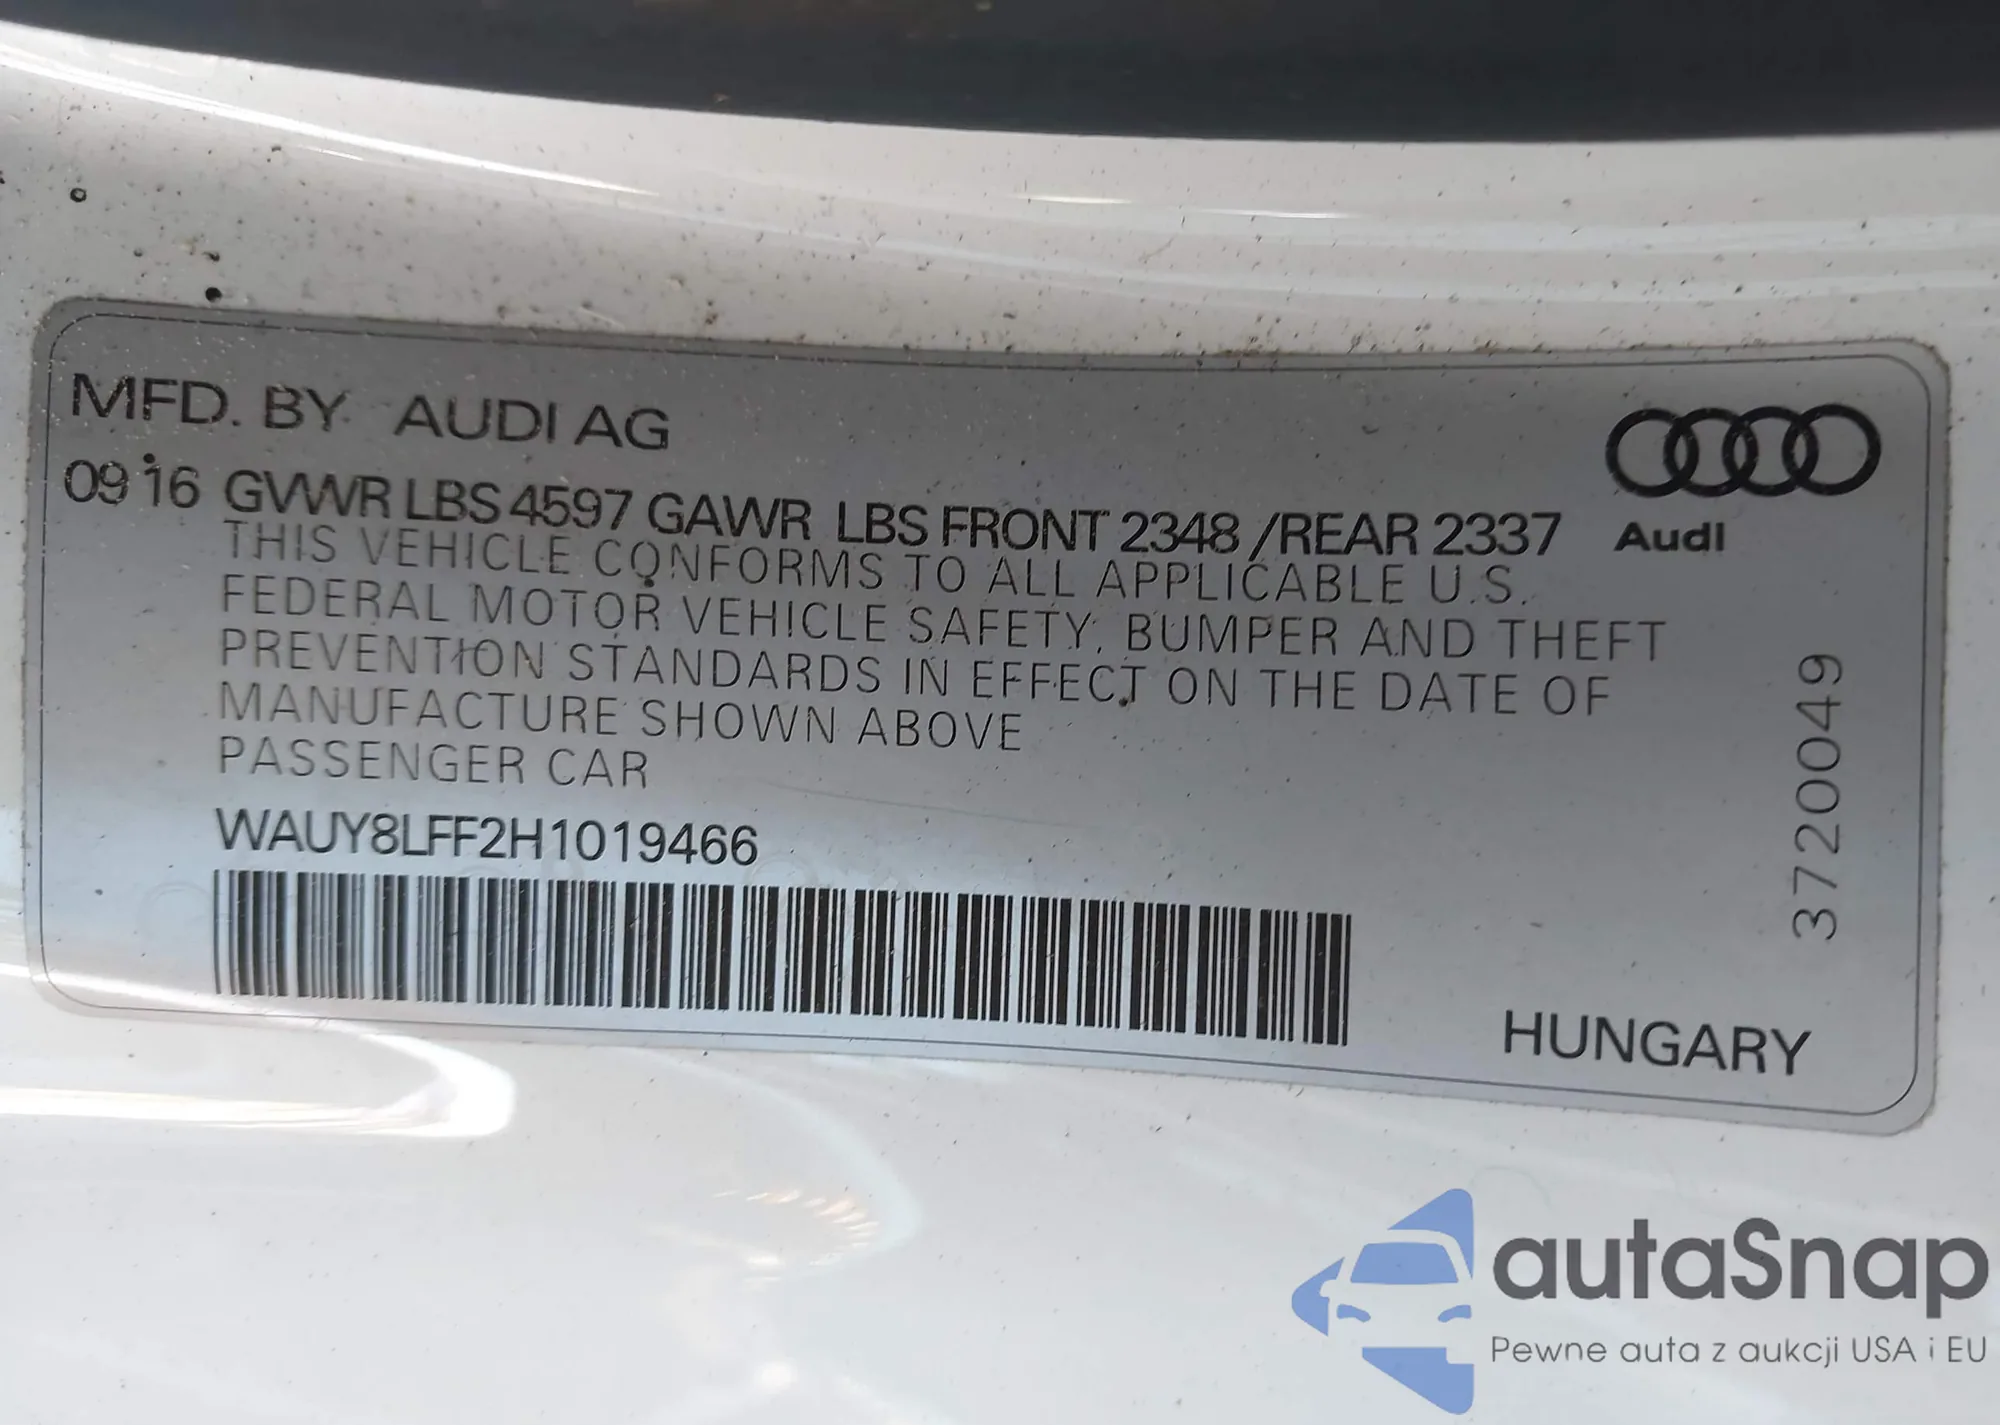 MFD. BY AUDI AG
09 16 GVWR LBS 4597 GAWR LBS FRONT 2348 /REAR 2337
Audi
THIS VEHICLE CONFORMS TO ALL APPLICABLE U.S.
FEDERAL MOTOR VEHICLE SAFETY, BUMPER AND THEFT
PREVENTION STANDARDS IN EFFECT ON THE DATE OF
MANUFACTURE SHOWN ABOVE
PASSENGER CAR
WAUY8LFF2H1019466
37200049
HUNGARY
autaSnap
Pewne auta z aukcji USA i EU